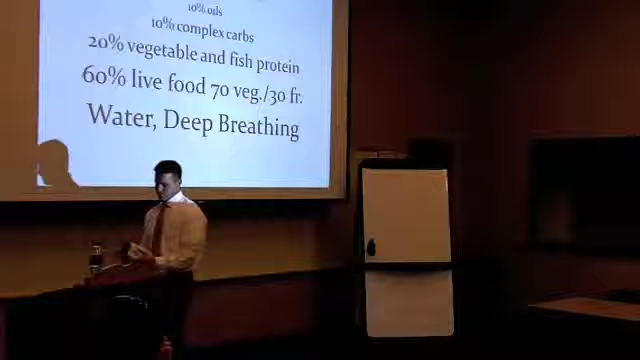 10% oils
10% complex carbs
20% vegetable and fish protein
60% live food 70 veg./30 fr.
Water, Deep Breathing